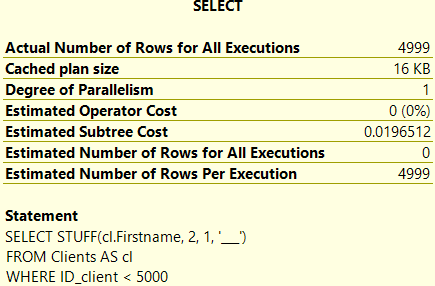 SELECT
Actual Number of Rows for All Executions 4999
Cached plan size 16 KB
Degree of Parallelism 1
Estimated Operator Cost 0 (0%)
Estimated Subtree Cost 0.0196512
Estimated Number of Rows for All Executions 0
Estimated Number of Rows Per Execution 4999
Statement
SELECT STUFF(cl.Firstname, 2, 1, '___')
FROM Clients AS cl
WHERE ID_client < 5000